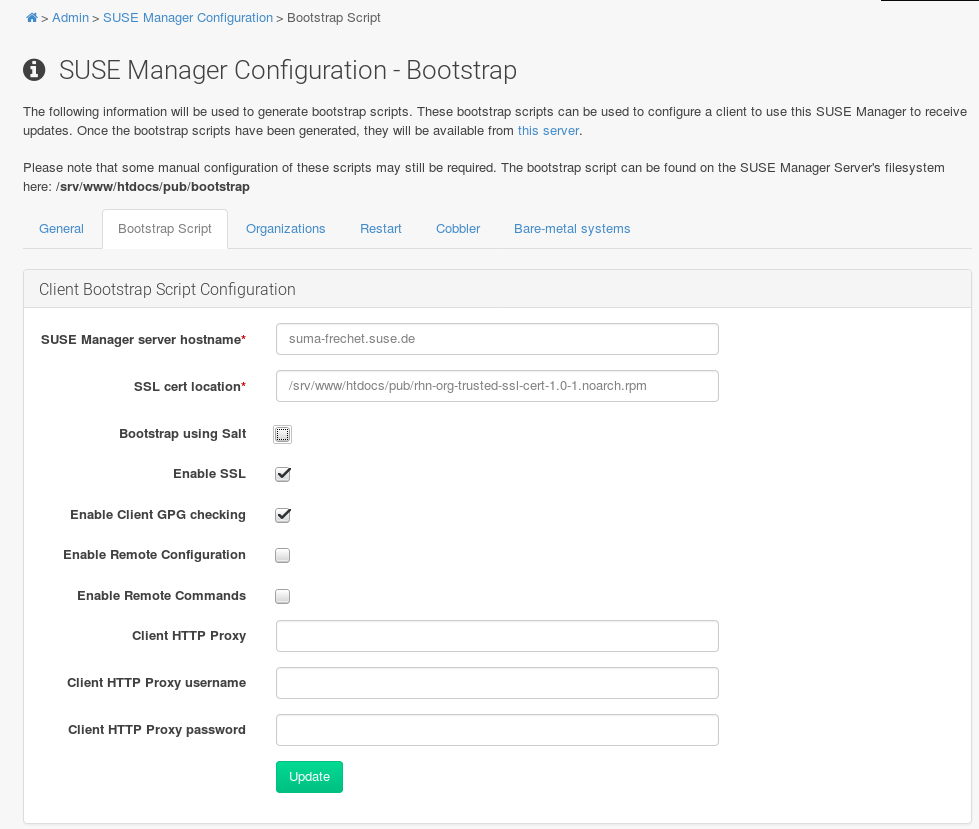 > Admin > SUSE Manager Configuration > Bootstrap Script
SUSE Manager Configuration - Bootstrap
The following information will be used to generate bootstrap scripts. These bootstrap scripts can be used to configure a client to use this SUSE Manager to receive
updates. Once the bootstrap scripts have been generated, they will be available from this server.
Please note that some manual configuration of these scripts may still be required. The bootstrap script can be found on the SUSE Manager Server's filesystem
here: /srv/www/htdocs/pub/bootstrap
General Bootstrap Script Organizations Restart Cobbler Bare-metal systems
Client Bootstrap Script Configuration
SUSE Manager server hostname* suma-frechet.suse.de
SSL cert location* /srv/www/htdocs/pub/rhn-org-trusted-ssl-cert-1.0-1.noarch.rpm
Bootstrap using Salt
Enable SSL
Enable Client GPG checking
Enable Remote Configuration
Enable Remote Commands
Client HTTP Proxy
Client HTTP Proxy username
Client HTTP Proxy password
Update